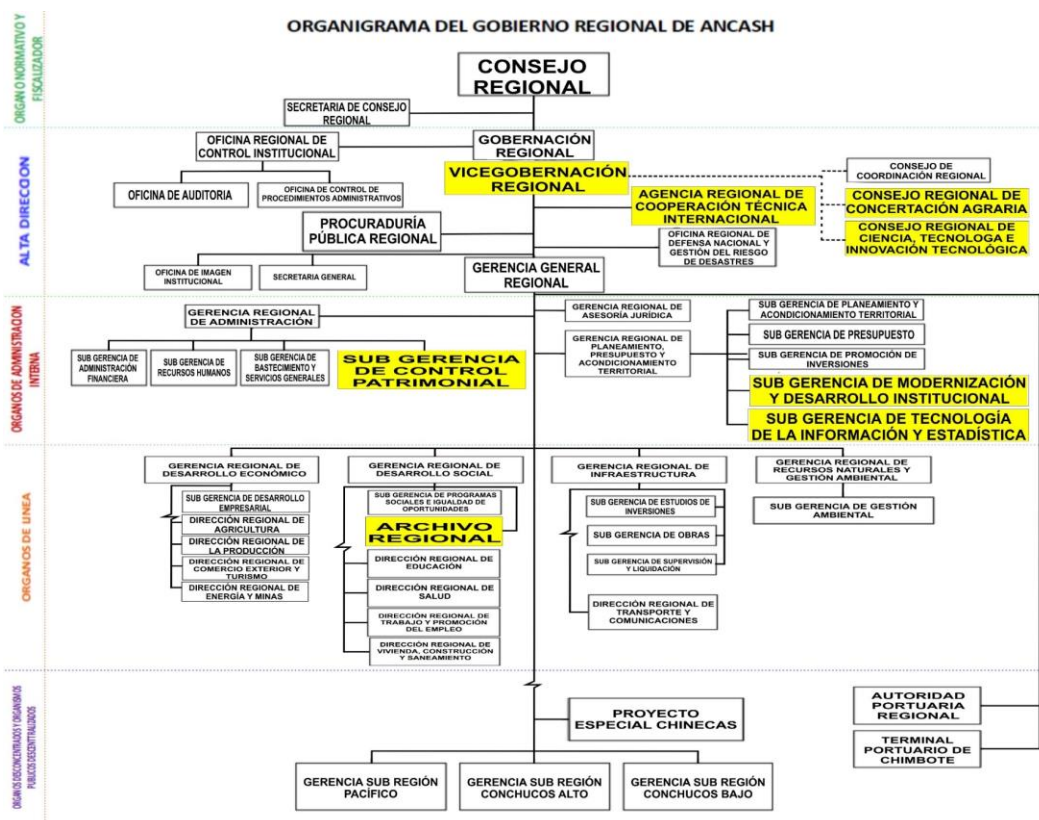 ORGANIGRAMA DEL GOBIERNO REGIONAL DE ANCASH
ORGANO NORMATIVO Y
FISCALIZADOR
CONSEJO
REGIONAL
SECRETARIA DE CONSEJO
REGIONAL
ALTA DIRECCION
OFICINA REGIONAL DE
CONTROL INSTITUCIONAL
GOBERNACIÓN
REGIONAL
VICEGOBERNACIÓN
REGIONAL
CONSEJO DE
COORDINACIÓN REGIONAL
OFICINA DE AUDITORIA
OFICINA DE CONTROL DE
PROCEDIMIENTOS ADMINISTRATIVOS
AGENCIA REGIONAL DE
COOPERACIÓN TÉCNICA
INTERNACIONAL
CONSEJO REGIONAL DE
CONCERTACIÓN AGRARIA
PROCURADURÍA
PÚBLICA REGIONAL
OFICINA REGIONAL DE
DEFENSA NACIONAL Y
GESTIÓN DEL RIESGO
DE DESASTRES
CONSEJO REGIONAL DE
CIENCIA, TECNOLOGA E
INNOVACIÓN TECNOLÓGICA
OFICINA DE IMAGEN
INSTITUCIONAL
SECRETARIA GENERAL
GERENCIA GENERAL
REGIONAL
ORGANOS DE ADMINISTRACION
INTERNA
GERENCIA REGIONAL
DE ADMINISTRACIÓN
GERENCIA REGIONAL DE
ASESORÍA JURÍDICA
SUB GERENCIA DE PLANEAMIENTO Y
ACONDICIONAMIENTO TERRITORIAL
GERENCIA REGIONAL
DE PLANEAMIENTO,
PRESUPUESTO Y
ACONDICIONAMIENTO
TERRITORIAL
SUB GERENCIA DE PRESUPUESTO
SUB GERENCIA DE PROMOCIÓN DE
INVERSIONES
SUB GERENCIA DE
ADMINISTRACIÓN
FINANCIERA
SUB GERENCIA DE
RECURSOS HUMANOS
SUB GERENCIA DE
BASTECIMIENTO Y
SERVICIOS GENERALES
SUB GERENCIA
DE CONTROL
PATRIMONIAL
SUB GERENCIA DE MODERNIZACIÓN
Y DESARROLLO INSTITUCIONAL
SUB GERENCIA DE TECNOLOGÍA
DE LA INFORMACIÓN Y ESTADÍSTICA
ORGANOS DE LINEA
GERENCIA REGIONAL DE
DESARROLLO ECONÓMICO
GERENCIA REGIONAL DE
DESARROLLO SOCIAL
GERENCIA REGIONAL DE
INFRAESTRUCTURA
GERENCIA REGIONAL DE
RECURSOS NATURALES Y
GESTIÓN AMBIENTAL
SUB GERENCIA DE DESARROLLO
EMPRESARIAL
DIRECCIÓN REGIONAL DE
AGRICULTURA
DIRECCIÓN REGIONAL DE
LA PRODUCCIÓN
DIRECCIÓN REGIONAL DE
COMERCIO EXTERIOR Y
TURISMO
DIRECCIÓN REGIONAL DE
ENERGÍA Y MINAS
SUB GERENCIA DE PROGRAMAS
SOCIALES E IGUALDAD DE
OPORTUNIDADES
ARCHIVO
REGIONAL
DIRECCIÓN REGIONAL DE
EDUCACIÓN
DIRECCIÓN REGIONAL DE
SALUD
DIRECCIÓN REGIONAL DE
TRABAJO Y PROMOCIÓN
DEL EMPLEO
DIRECCIÓN REGIONAL DE
VIVIENDA, CONSTRUCCIÓN
Y SANEAMIENTO
SUB GERENCIA DE ESTUDIOS DE
INVERSIONES
SUB GERENCIA DE OBRAS
SUB GERENCIA DE SUPERVISIÓN
Y LIQUIDACIÓN
DIRECCIÓN REGIONAL DE
TRANSPORTE Y
COMUNICACIONES
SUB GERENCIA DE GESTIÓN
AMBIENTAL
ORGANOS DISCONCENTRADOS Y ORGANISMOS
PUBLICOS DESCENTRALIZADOS
PROYECTO
ESPECIAL CHINECAS
AUTORIDAD
PORTUARIA
REGIONAL
TERMINAL
PORTUARIO DE
CHIMBOTE
GERENCIA SUB REGIÓN
PACÍFICO
GERENCIA SUB REGIÓN
CONCHUCOS ALTO
GERENCIA SUB REGIÓN
CONCHUCOS BAJO